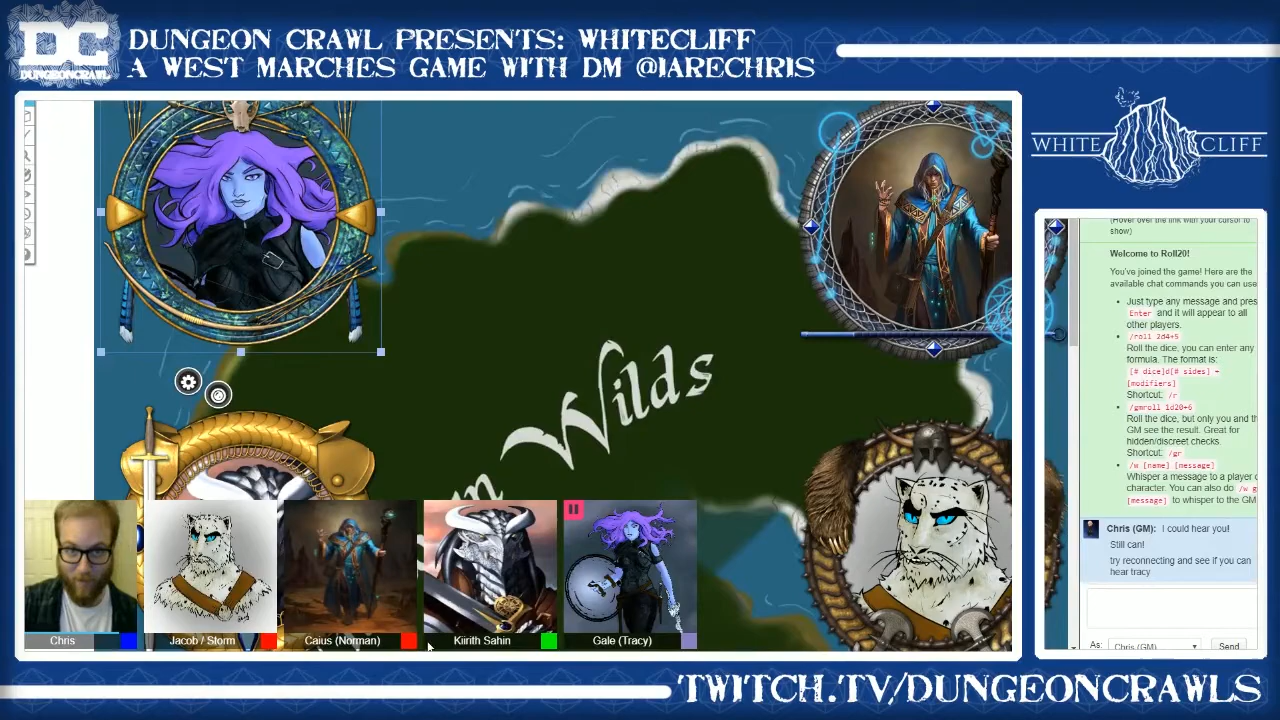 DC
DUNGEONCRAWL
DUNGEON CRAWL PRESENTS: WHITECLIFF
A WEST MARCHES GAME WITH DM @IARECHRIS
WHITE CLIFF
Wilds
(Hover over the link with your cursor to
show)
Welcome to Roll20!
You've joined the game! Here are the
available chat commands you can use
Just type any message and pres
Enter and it will appear to all
other players.
/roll 2d4+5
Roll the dice, you can enter any
formula. The format is:
[# dice]d[# sides] +
[modifiers]
Shortcut: /r
/gmroll 1d20+6
Roll the dice, but only you and th
GM see the result. Great for
hidden/discreet checks.
Shortcut: /gr
/w [name] [message]
Whisper a message to a player o
character. You can also do /w g
[message] to whisper to the GM
Chris (GM): I could hear you!
Still can!
try reconnecting and see if you can
hear tracy
As: Chris (GM) Send
Chris
Jacob / Storm
Caius (Norman)
Kiirith Sahin
Gale (Tracy)
TWITCH.TV/DUNGEONCRAWLS